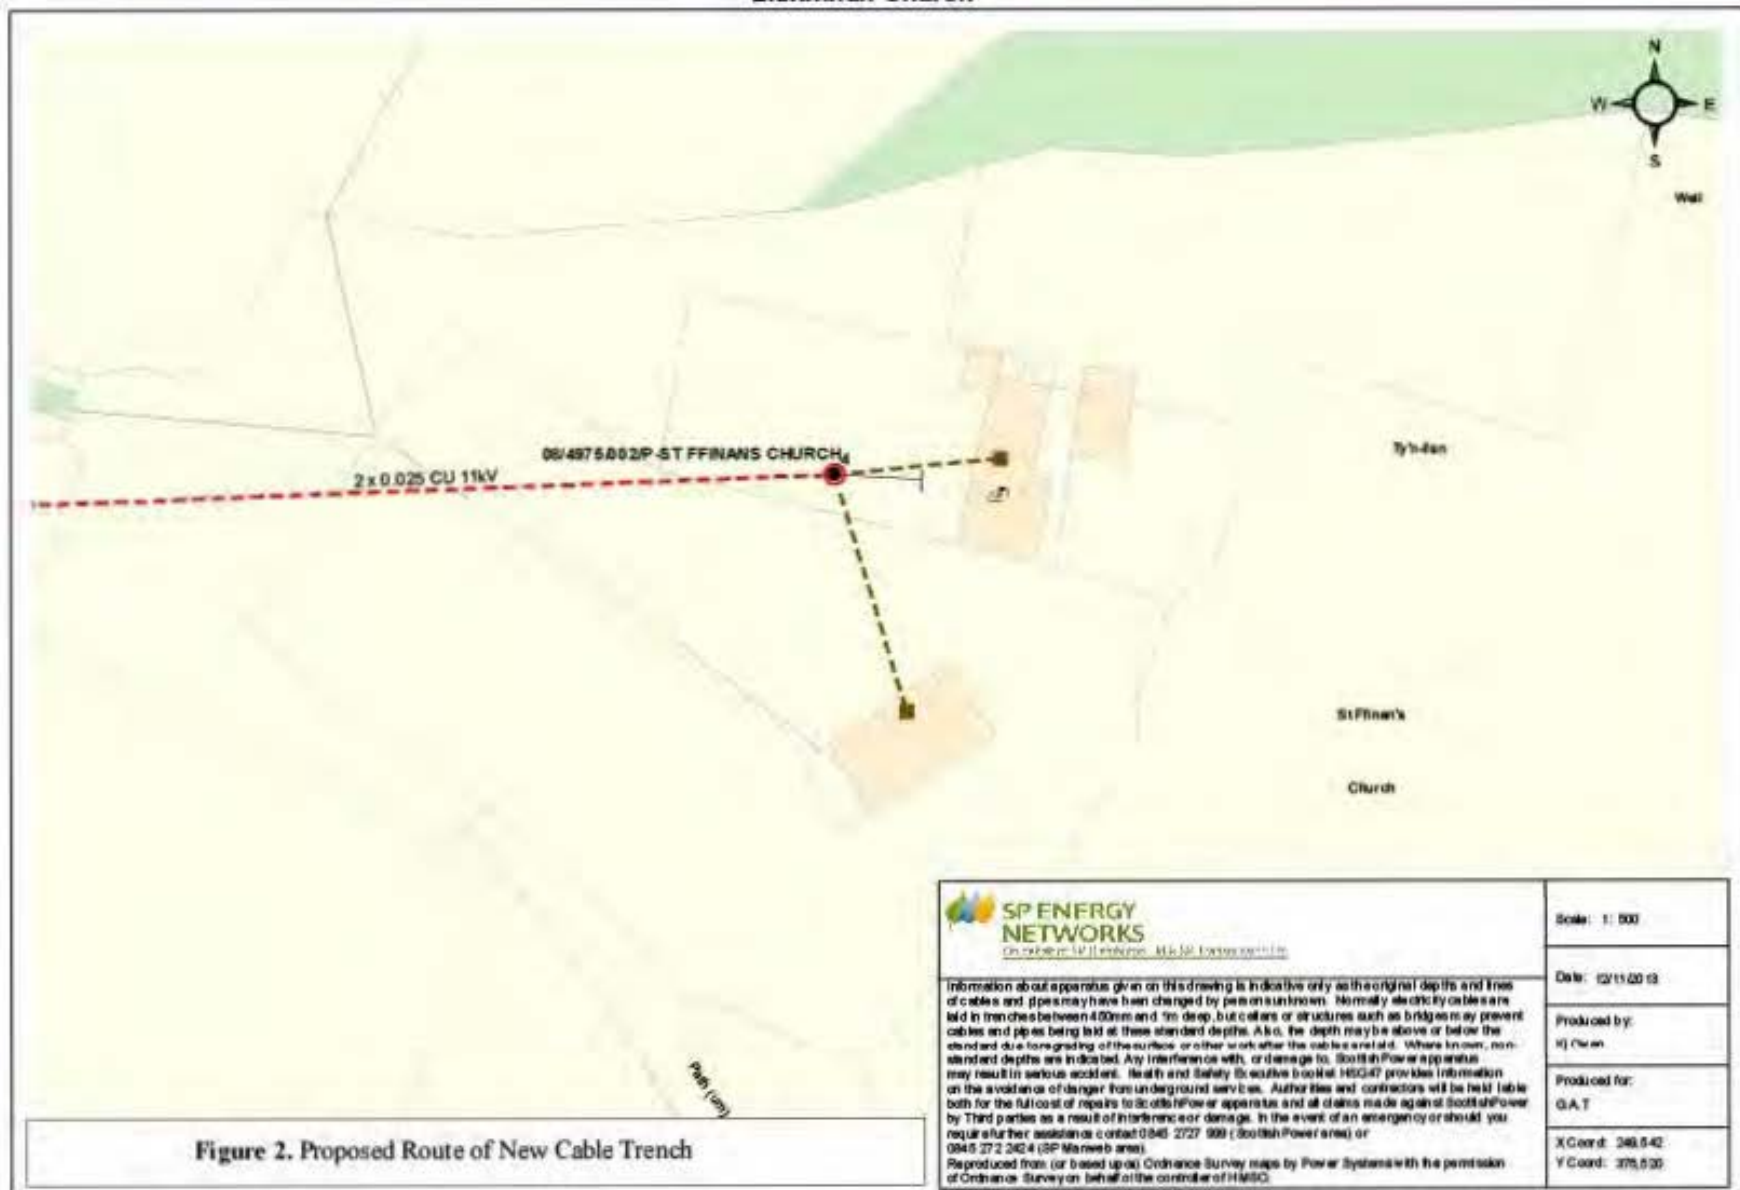 N
W E
S
Well
08/4975.002/P-ST FFINANS CHURCH
2 x 0.025 CU 11kV
Ty'n-llan
St Ffinan's
Church
Path (um)
Figure 2. Proposed Route of New Cable Trench
SP ENERGY
NETWORKS
Information about apparatus given on this drawing is indicative only as the original depths and lines
of cables and pipes may have been changed by person unknown. Normally electricity cables are
laid in trenches between 450mm and 1m deep, but cellars or structures such as bridges may prevent
cables and pipes being laid at these standard depths. Also, the depth may be above or below the
standard due to regrading of the surface or other work after the cables are laid. Where known, non-
standard depths are indicated. Any interference with, or damage to, ScottishPower apparatus
may result in serious accident. Health and Safety Executive booklet HSG47 provides information
on the avoidance of danger from underground services. Authorities and contractors will be held liable
both for the full cost of repairs to ScottishPower apparatus and all claims made against ScottishPower
by Third parties as a result of interference or damage. In the event of an emergency or should you
require further assistance contact 0845 2727 999 (ScottishPower area) or
0845 272 2424 (SP Manweb area).
Reproduced from (or based upon) Ordnance Survey maps by Power Systems with the permission
of Ordnance Survey on behalf of the controller of HMSO.
Scale: 1: 500
Date: 12/11/2013
Produced by:
Owen
Produced for:
G.A.T
X Coord:
Y Coord: